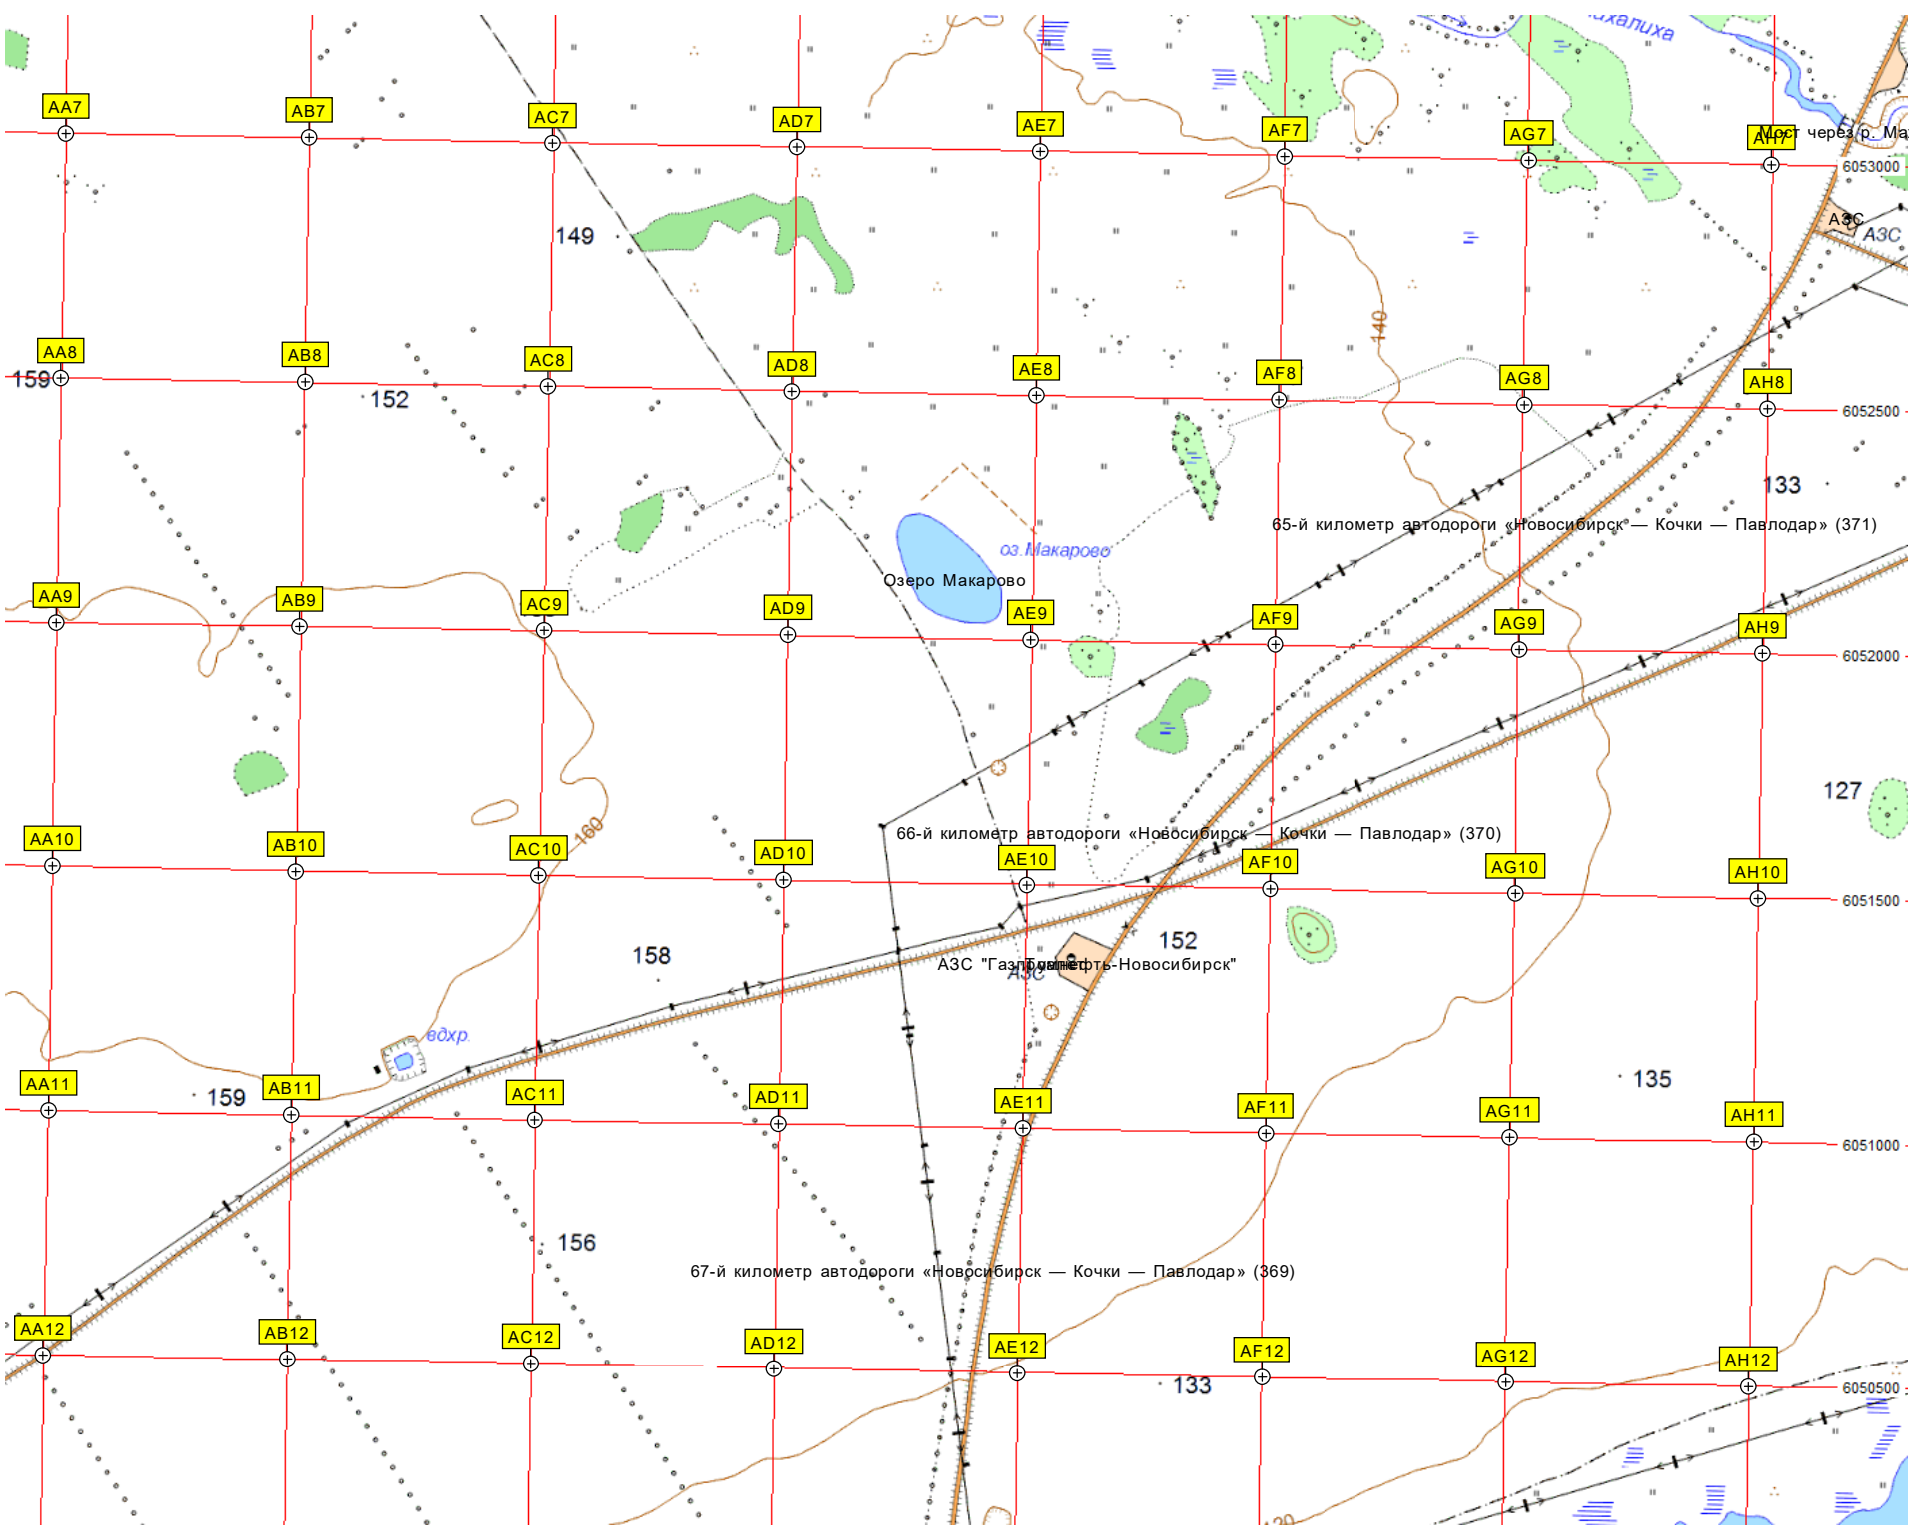 AA7
AB7
AC7
AD7
AE7
AF7
AG7
AH7
Мост через р. Ма
6053000
149
АЗС
АЗС
140
AA8
AB8
AC8
AD8
AE8
AF8
AG8
AH8
6052500
159
152
133
65-й километр автодороги «Новосибирск — Кочки — Павлодар» (371)
оз.Макарово
Озеро Макарово
AA9
AB9
AC9
AD9
AE9
AF9
AG9
AH9
6052000
127
160
66-й километр автодороги «Новосибирск — Кочки — Павлодар» (370)
AA10
AB10
AC10
AD10
AE10
AF10
AG10
AH10
6051500
158
152
АЗС "Газпромнефть-Новосибирск"
АЗС
вдхр.
135
159
AA11
AB11
AC11
AD11
AE11
AF11
AG11
AH11
6051000
156
67-й километр автодороги «Новосибирск — Кочки — Павлодар» (369)
AA12
AB12
AC12
AD12
AE12
AF12
AG12
AH12
6050500
133